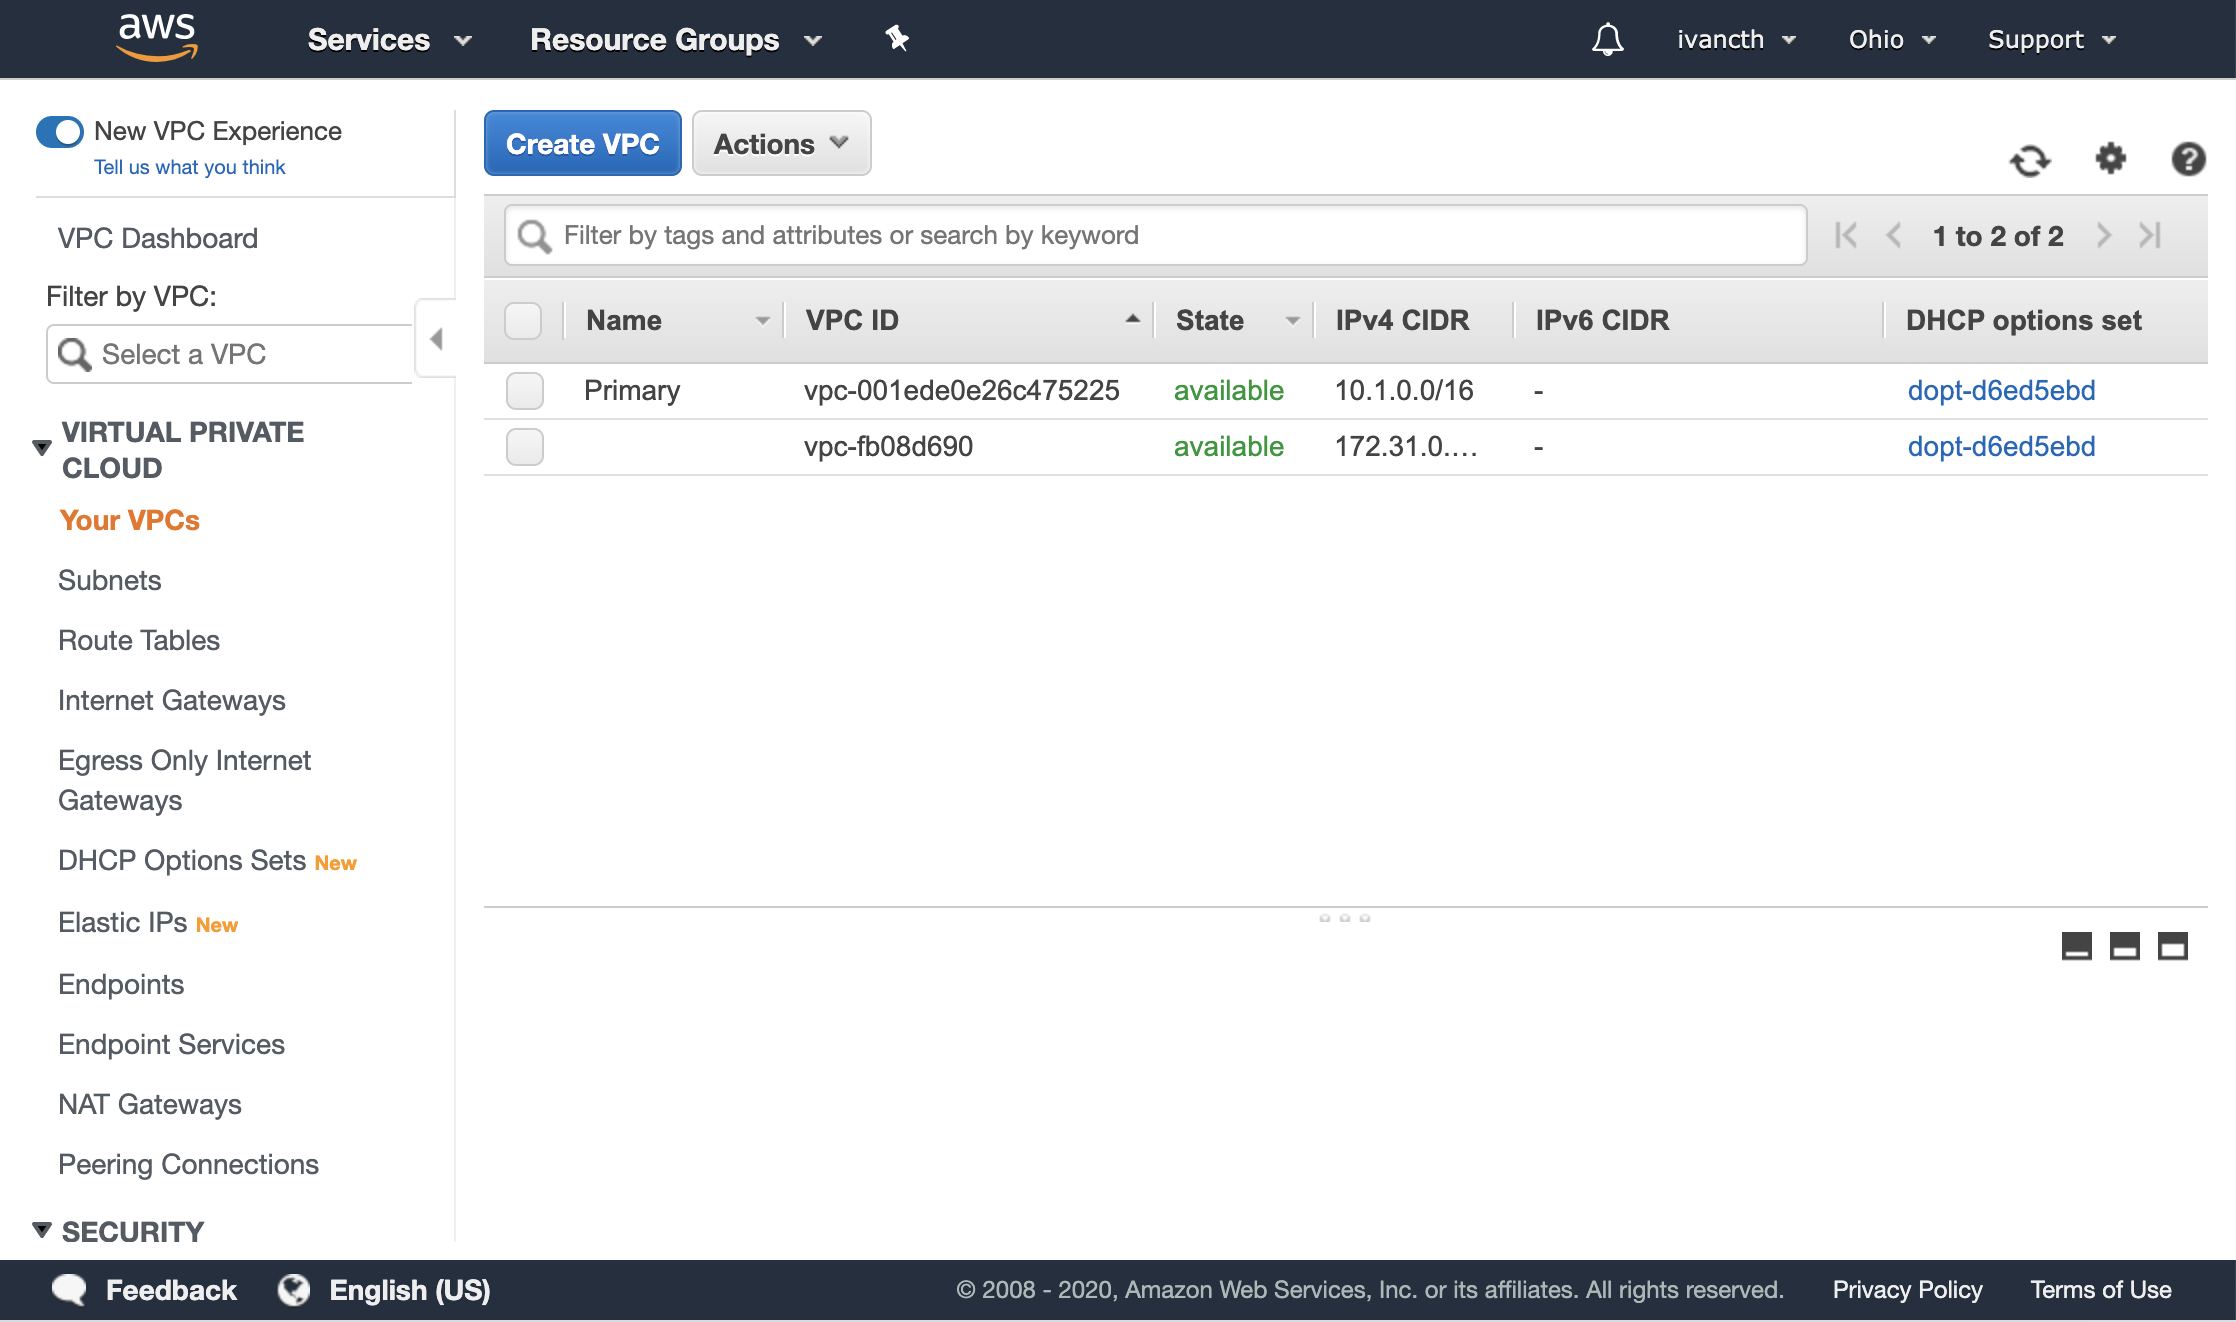 aws Services Resource Groups ivancth Ohio Support
New VPC Experience
Tell us what you think
VPC Dashboard
Filter by VPC:
Select a VPC
VIRTUAL PRIVATE
CLOUD
Your VPCs
Subnets
Route Tables
Internet Gateways
Egress Only Internet
Gateways
DHCP Options Sets New
Elastic IPs New
Endpoints
Endpoint Services
NAT Gateways
Peering Connections
SECURITY
Create VPC Actions
Filter by tags and attributes or search by keyword 1 to 2 of 2
Name VPC ID State IPv4 CIDR IPv6 CIDR DHCP options set
Primary vpc-001ede0e26c475225 available 10.1.0.0/16 - dopt-d6ed5ebd
vpc-fb08d690 available 172.31.0.... - dopt-d6ed5ebd
Feedback English (US) © 2008 - 2020, Amazon Web Services, Inc. or its affiliates. All rights reserved. Privacy Policy Terms of Use